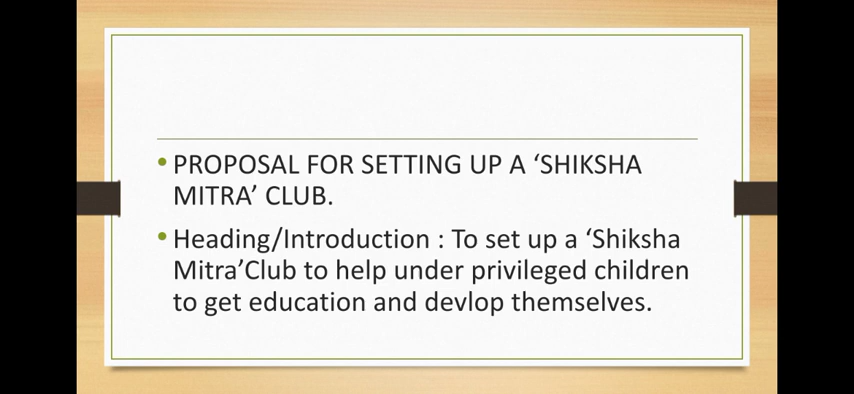 PROPOSAL FOR SETTING UP A ‘SHIKSHA
MITRA’ CLUB.
Heading/Introduction : To set up a ‘Shiksha
Mitra’Club to help under privileged children
to get education and devlop themselves.